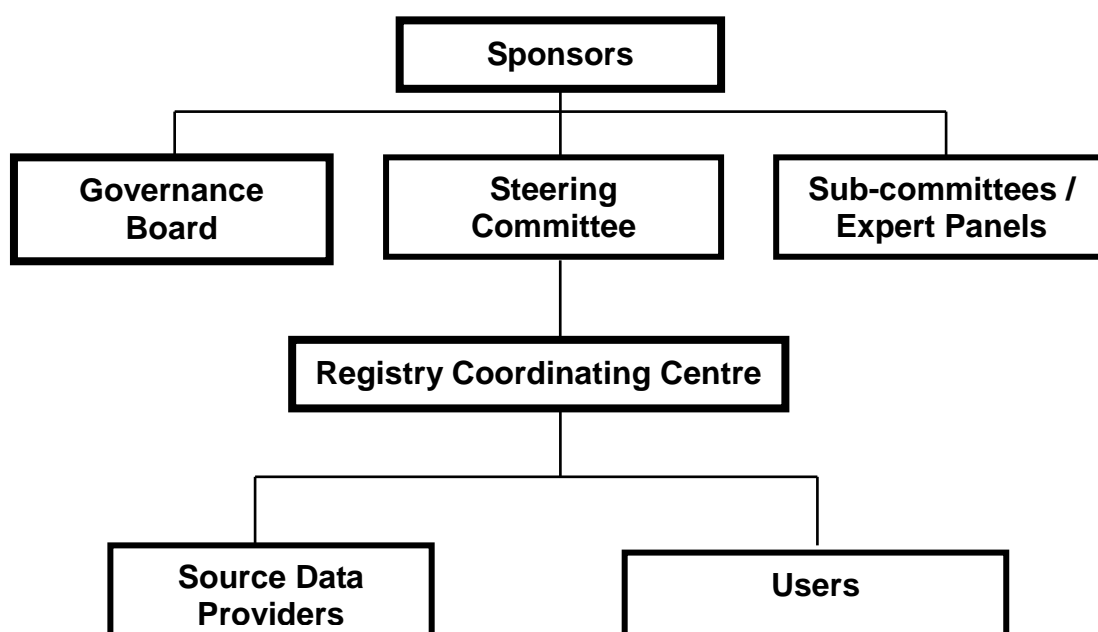 Sponsors
Governance
Board
Steering
Committee
Sub-committees /
Expert Panels
Registry Coordinating Centre
Source Data
Providers
Users